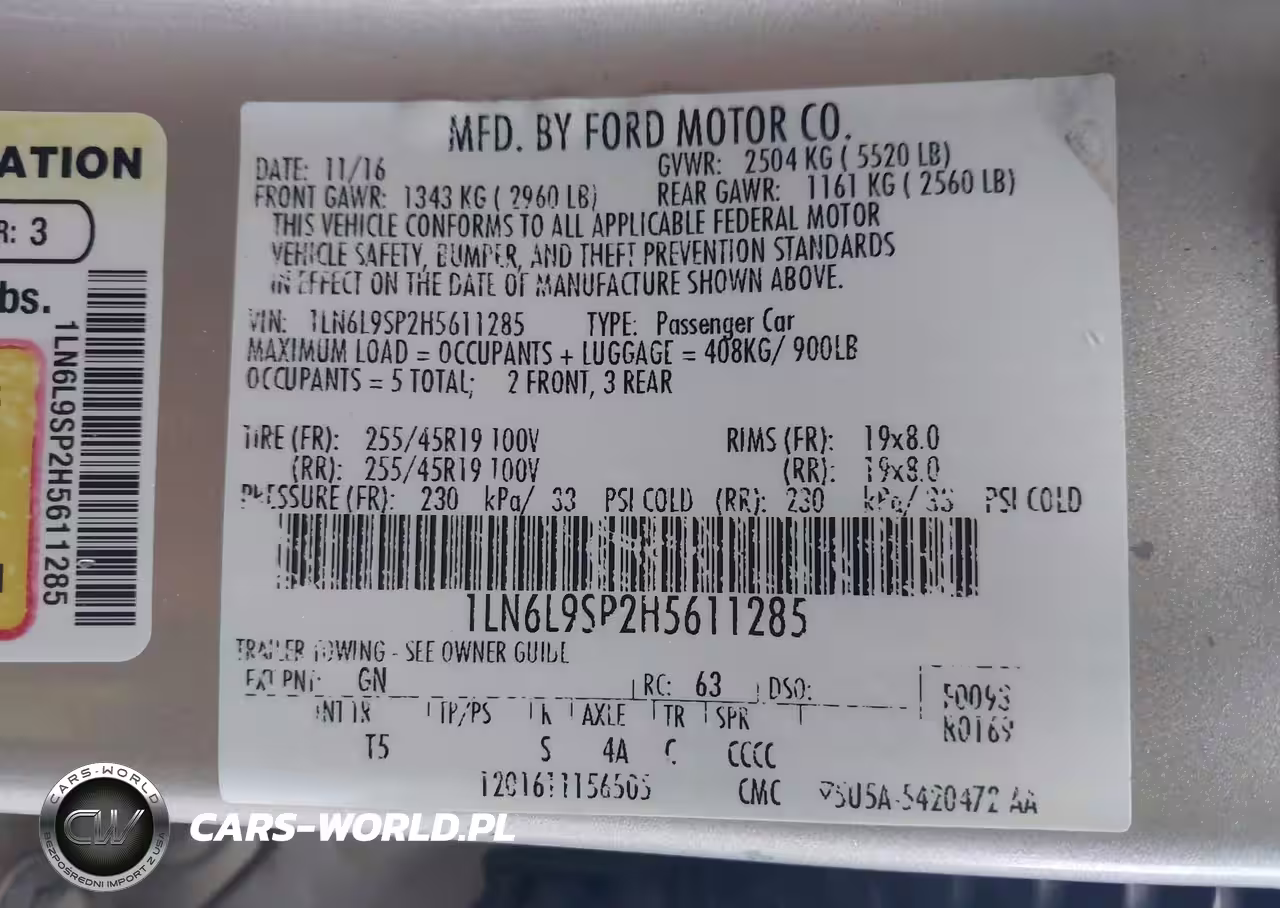 ATION
R: 3
bs.
1LN6L9SP2H5611285
MFD. BY FORD MOTOR CO.
DATE: 11/16 GVWR: 2504 KG ( 5520 LB)
FRONT GAWR: 1343 KG ( 2960 LB) REAR GAWR: 1161 KG ( 2560 LB)
THIS VEHICLE CONFORMS TO ALL APPLICABLE FEDERAL MOTOR
VEHICLE SAFETY, BUMPER, AND THEFT PREVENTION STANDARDS
IN EFFECT ON THE DATE OF MANUFACTURE SHOWN ABOVE.
VIN: 1LN6L9SP2H5611285 TYPE: Passenger Car
MAXIMUM LOAD = OCCUPANTS + LUGGAGE = 408KG/ 900LB
OCCUPANTS = 5 TOTAL; 2 FRONT, 3 REAR
TIRE (FR): 255/45R19 100V RIMS (FR): 19x8.0
(RR): 255/45R19 100V (RR): 19x8.0
PRESSURE (FR): 230 kPa/ 33 PSI COLD (RR): 230 kPa/ 33 PSI COLD
1LN6L9SP2H5611285
TRAILER TOWING - SEE OWNER GUIDE
EXT PNT: GN RC: 63 DSO:
INT TR TP/PS R AXLE TR SPR
T5 S 4A C CCCC
CMC
CARS-WORLD
CW
BEZPOŚREDNI IMPORT Z USA
CARS-WORLD.PL